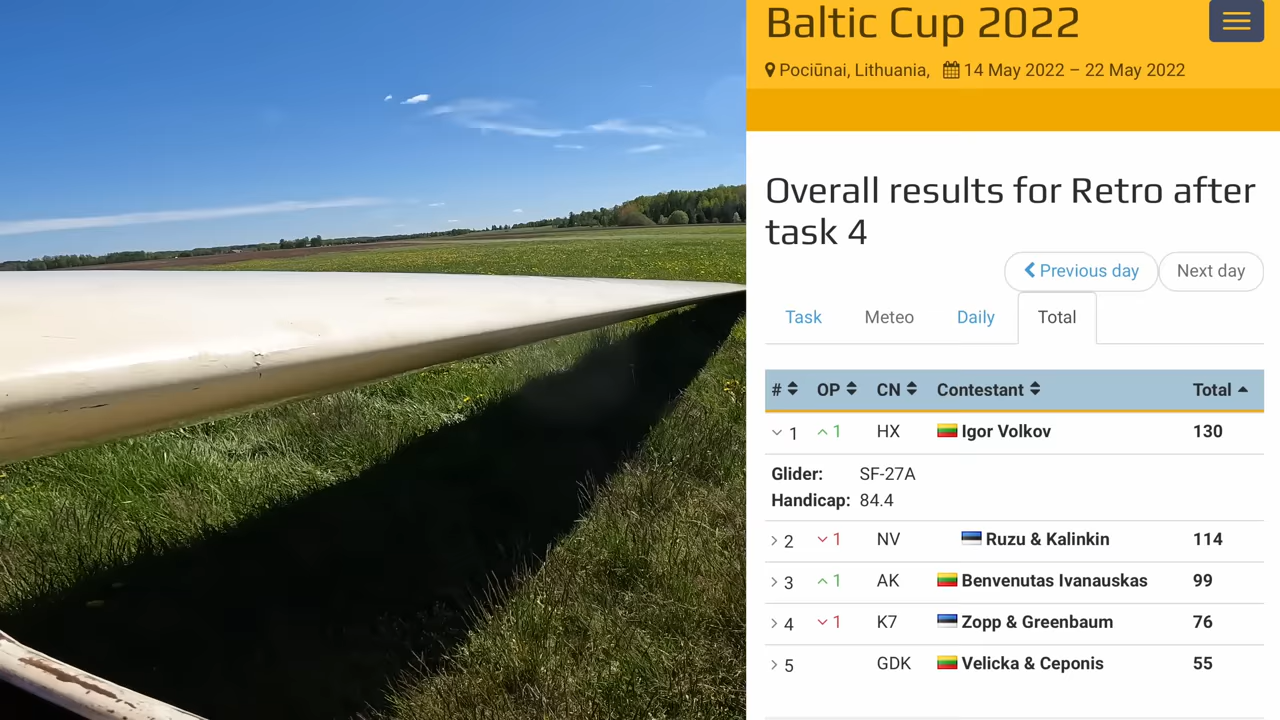 Baltic Cup 2022
Pociūnai, Lithuania, 14 May 2022 – 22 May 2022
Overall results for Retro after
task 4
Previous day Next day
Task Meteo Daily Total
# OP CN Contestant Total
1 1 HX Igor Volkov 130
Glider: SF-27A
Handicap: 84.4
2 1 NV Ruzu & Kalinkin 114
3 1 AK Benvenutas Ivanauskas 99
4 1 K7 Zopp & Greenbaum 76
5 GDK Velicka & Ceponis 55